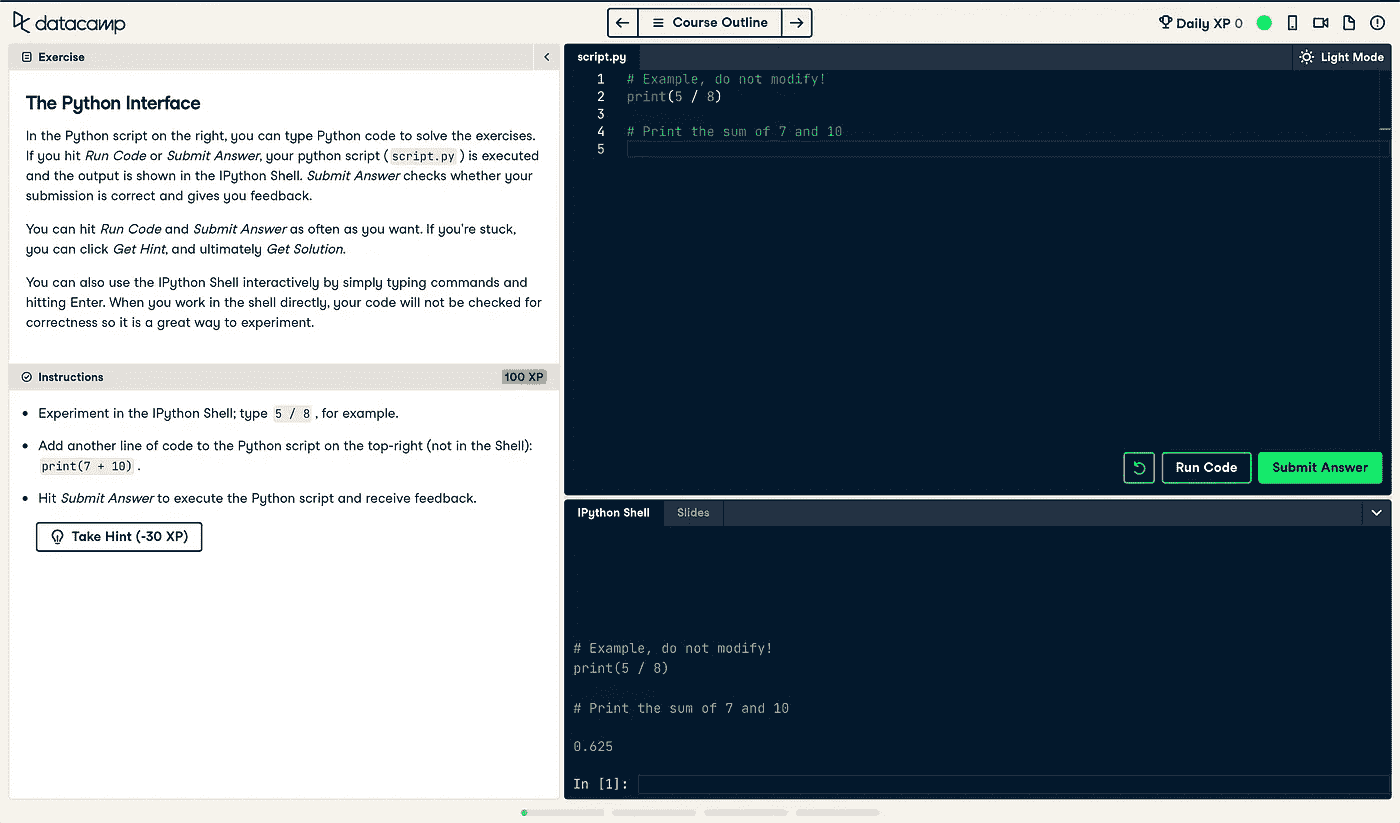 datacamp
Course Outline
Daily XP 0
Exercise
The Python Interface
In the Python script on the right, you can type Python code to solve the exercises.
If you hit Run Code or Submit Answer, your python script ( script.py ) is executed
and the output is shown in the IPython Shell. Submit Answer checks whether your
submission is correct and gives you feedback.
You can hit Run Code and Submit Answer as often as you want. If you're stuck,
you can click Get Hint, and ultimately Get Solution.
You can also use the IPython Shell interactively by simply typing commands and
hitting Enter. When you work in the shell directly, your code will not be checked for
correctness so it is a great way to experiment.
Instructions
100 XP
Experiment in the IPython Shell; type 5 / 8 , for example.
Add another line of code to the Python script on the top-right (not in the Shell):
print(7 + 10) .
Hit Submit Answer to execute the Python script and receive feedback.
Take Hint (-30 XP)
script.py
Light Mode
1 # Example, do not modify!
2 print(5 / 8)
3
4 # Print the sum of 7 and 10
5
Run Code
Submit Answer
IPython Shell
Slides
# Example, do not modify!
print(5 / 8)
# Print the sum of 7 and 10
0.625
In [1]: